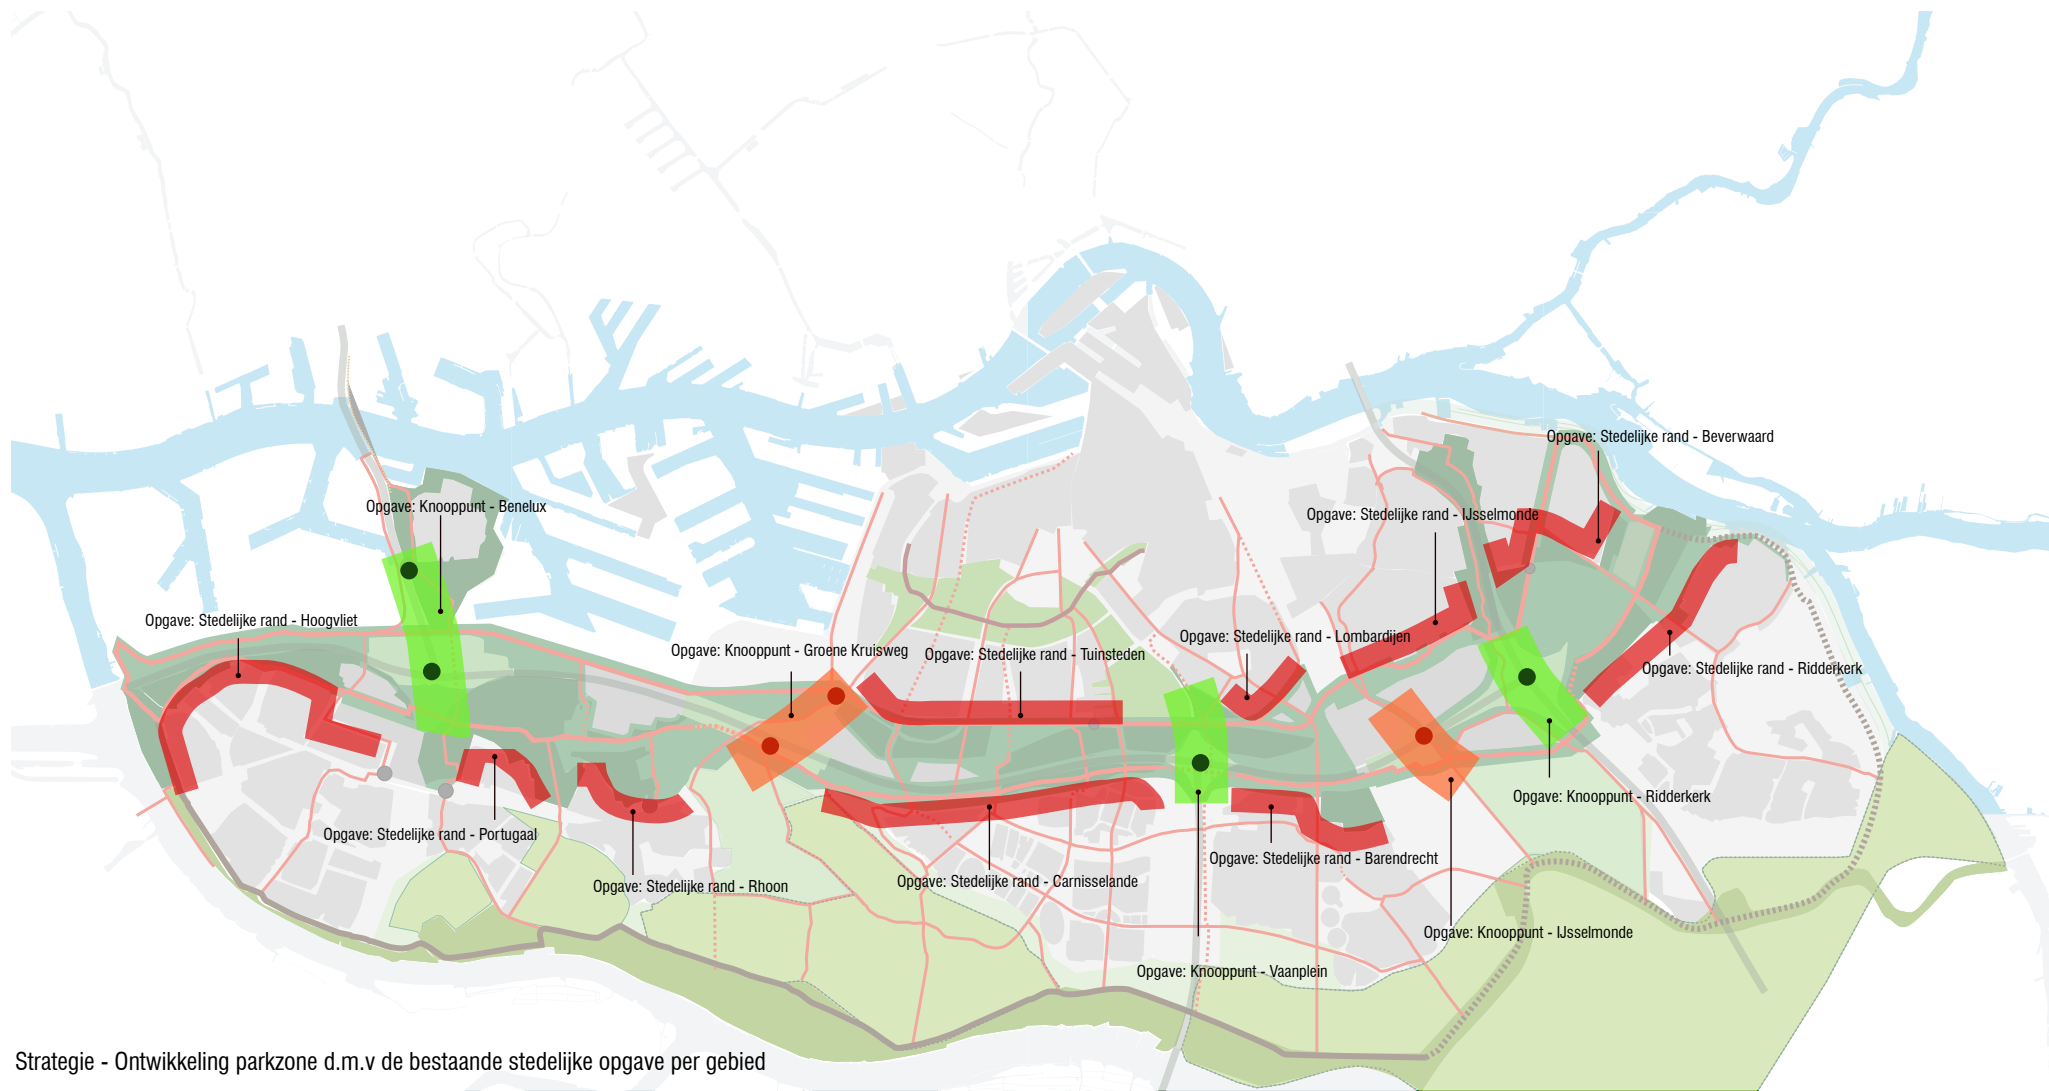 Opgave: Stedelijke rand - Beverwaard
Opgave: Knooppunt - Benelux
Opgave: Stedelijke rand - IJsselmonde
Opgave: Stedelijke rand - Hoogvliet
Opgave: Stedelijke rand - Lombardijen
Opgave: Knooppunt - Groene Kruisweg
Opgave: Stedelijke rand - Tuinsteden
Opgave: Stedelijke rand - Ridderkerk
Opgave: Knooppunt - Ridderkerk
Opgave: Stedelijke rand - Portugaal
Opgave: Stedelijke rand - Barendrecht
Opgave: Stedelijke rand - Rhoon
Opgave: Stedelijke rand - Carnisselande
Opgave: Knooppunt - IJsselmonde
Opgave: Knooppunt - Vaanplein
Strategie - Ontwikkeling parkzone d.m.v de bestaande stedelijke opgave per gebied